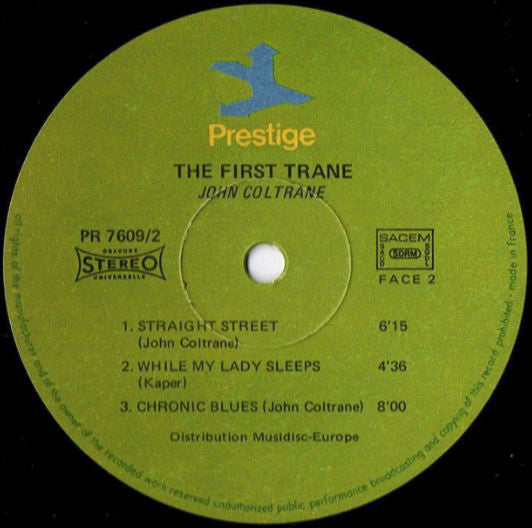 Prestige
THE FIRST TRANE
JOHN COLTRANE
PR 7609/2
GRAVURE
STEREO
UNIVERSELLE
SACEM
SACD SDRM SGDL
FACE 2
1. STRAIGHT STREET 6'15
(John Coltrane)
2. WHILE MY LADY SLEEPS 4'36
(Kaper)
3. CHRONIC BLUES (John Coltrane) 8'00
Distribution Musidisc-Europe
all rights of the manufacturer and of the owner of the recorded work reserved unauthorized public performance broadcasting and copying of this record prohibited - made in france